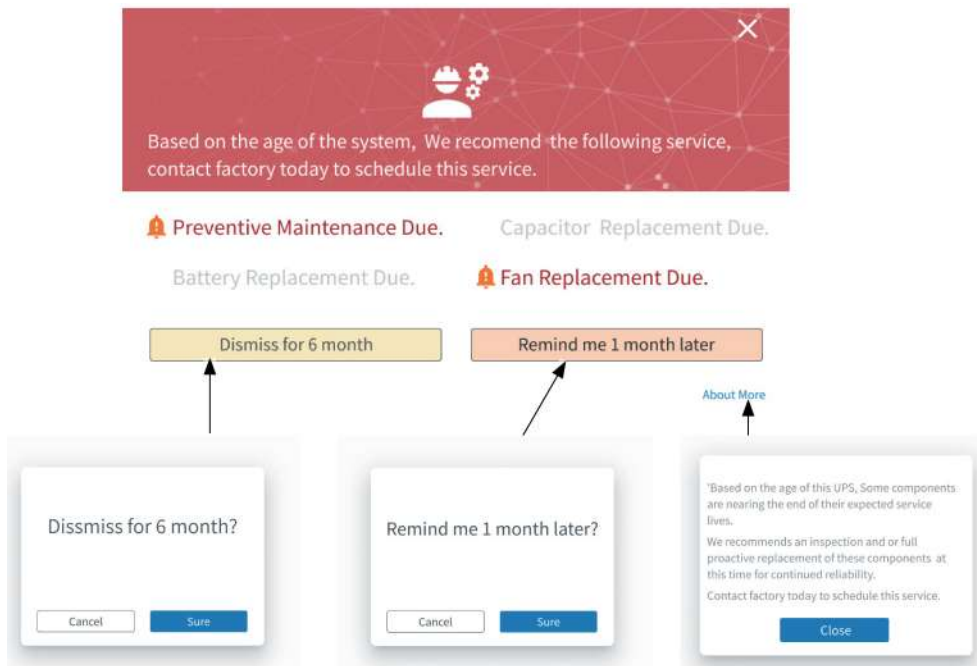 Based on the age of the system, We recomend the following service,
contact factory today to schedule this service.
Preventive Maintenance Due.
Capacitor Replacement Due.
Battery Replacement Due.
Fan Replacement Due.
Dismiss for 6 month
Remind me 1 month later
About More
Dissmiss for 6 month?
Cancel
Sure
Remind me 1 month later?
Cancel
Sure
'Based on the age of this UPS, Some components
are nearing the end of their expected service
lives.
We recommends an inspection and or full
proactive replacement of these components at
this time for continued reliability.
Contact factory today to schedule this service.
Close